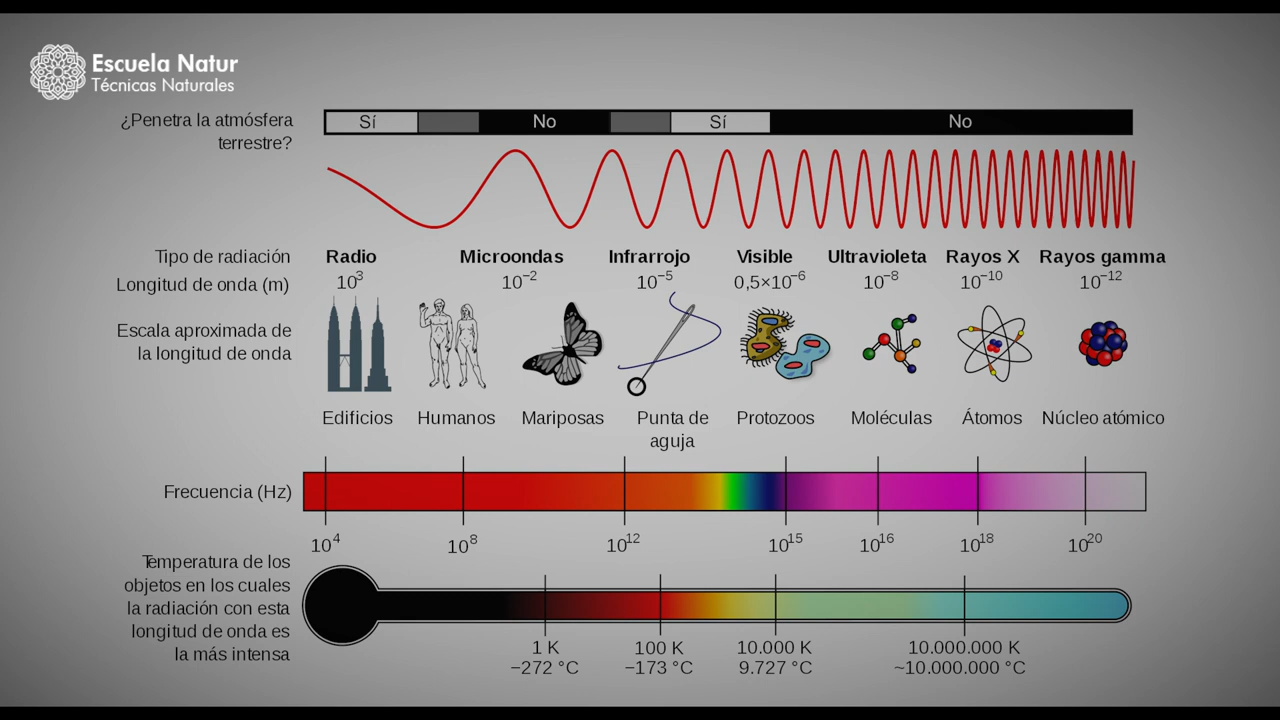 Escuela Natur
Técnicas Naturales
¿Penetra la atmósfera
terrestre?
Sí No Sí No
Tipo de radiación Radio Microondas Infrarrojo Visible Ultravioleta Rayos X Rayos gamma
Longitud de onda (m) 10³ 10⁻² 10⁻⁵ 0,5×10⁻⁶ 10⁻⁸ 10⁻¹⁰ 10⁻¹²
Escala aproximada de
la longitud de onda
Edificios Humanos Mariposas Punta de
aguja
Protozoos Moléculas Átomos Núcleo atómico
Frecuencia (Hz)
10⁴ 10⁸ 10¹² 10¹⁵ 10¹⁶ 10¹⁸ 10²⁰
Temperatura de los
objetos en los cuales
la radiación con esta
longitud de onda es
la más intensa
1 K 100 K 10.000 K 10.000.000 K
−272 °C −173 °C 9.727 °C ~10.000.000 °C